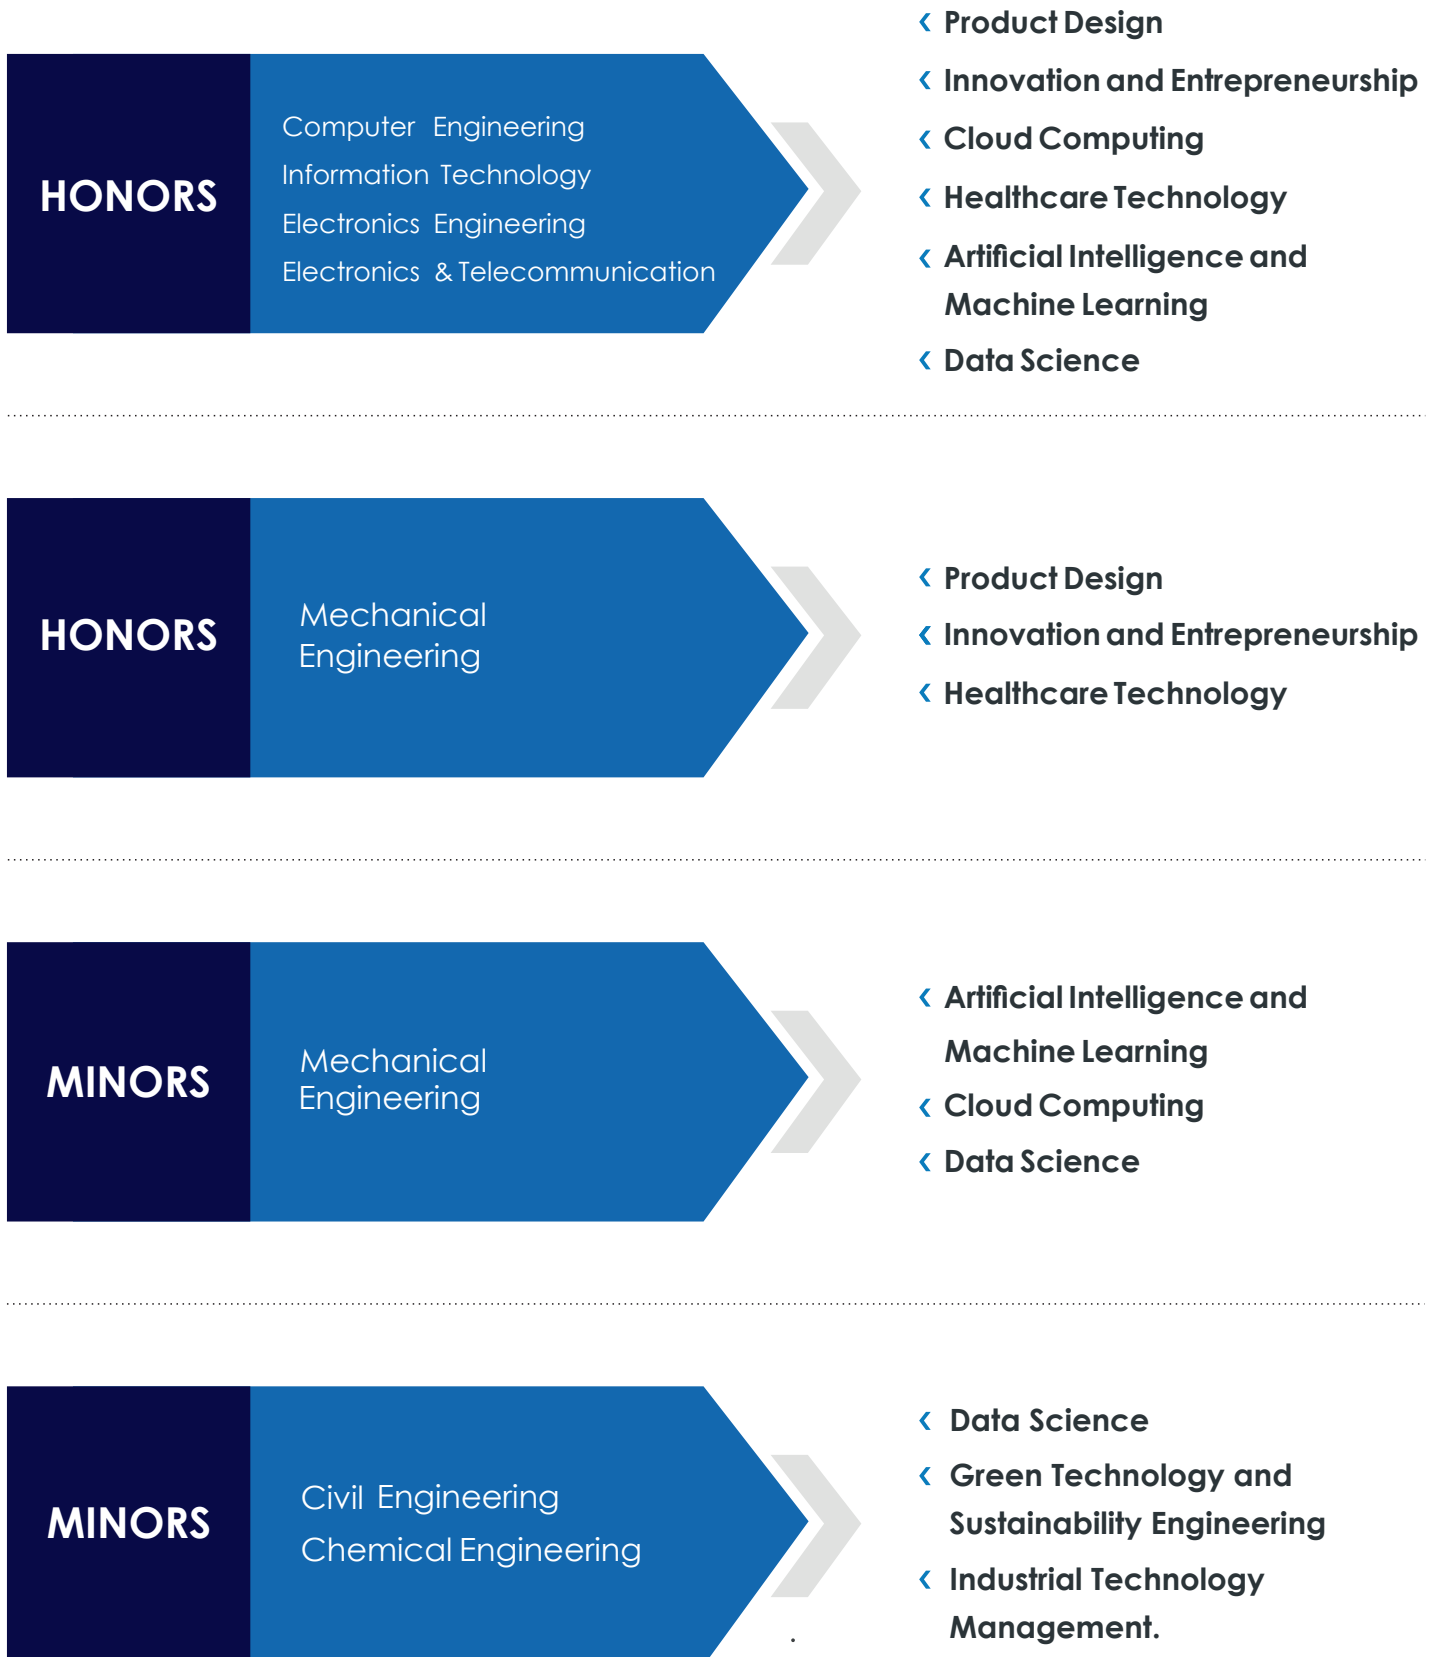 HONORS
Computer Engineering
Information Technology
Electronics Engineering
Electronics & Telecommunication
Product Design
Innovation and Entrepreneurship
Cloud Computing
Healthcare Technology
Artificial Intelligence and
Machine Learning
Data Science
HONORS
Mechanical
Engineering
Product Design
Innovation and Entrepreneurship
Healthcare Technology
MINORS
Mechanical
Engineering
Artificial Intelligence and
Machine Learning
Cloud Computing
Data Science
MINORS
Civil Engineering
Chemical Engineering
.
Data Science
Green Technology and
Sustainability Engineering
Industrial Technology
Management.